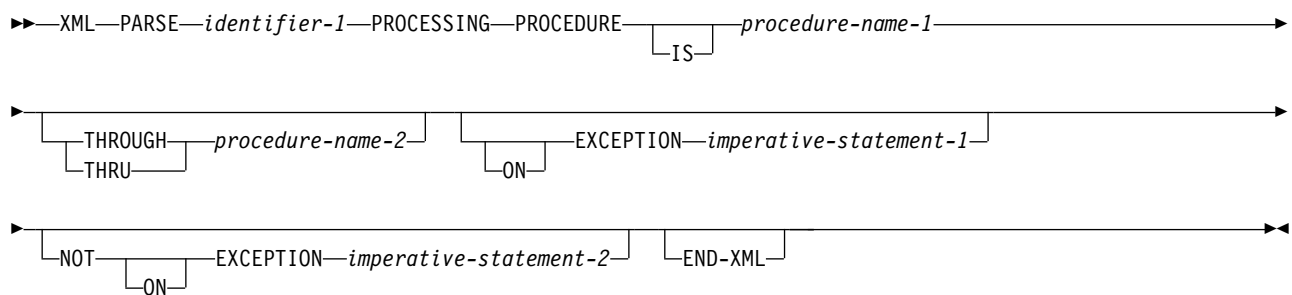 XML PARSE identifier-1 PROCESSING PROCEDURE procedure-name-1
IS
THROUGH procedure-name-2 EXCEPTION imperative-statement-1
THRU ON
NOT EXCEPTION imperative-statement-2 END-XML
ON